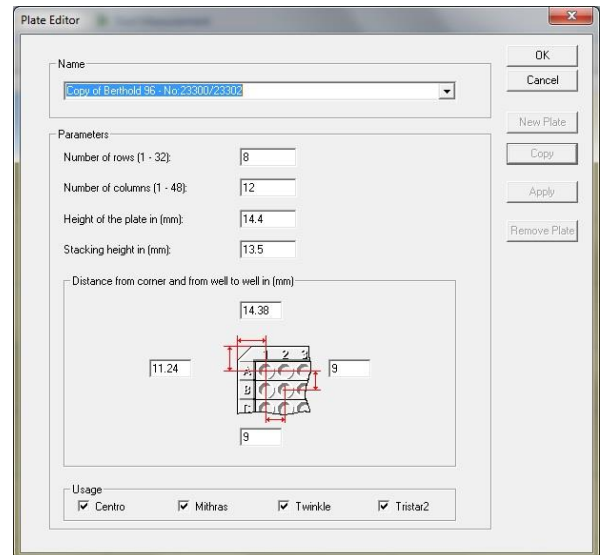 Plate Editor
OK
Cancel
New Plate
Copy
Apply
Remove Plate
Name
Copy of Berthold 96 - No:23300/23302
Parameters
Number of rows (1 - 32): 8
Number of columns (1 - 48): 12
Height of the plate in (mm): 14.4
Stacking height in (mm): 13.5
Distance from corner and from well to well in (mm)
14.38
1 2 3
11.24 A 9
B
C
9
Usage
Centro Mithras Twinkle Tristar2